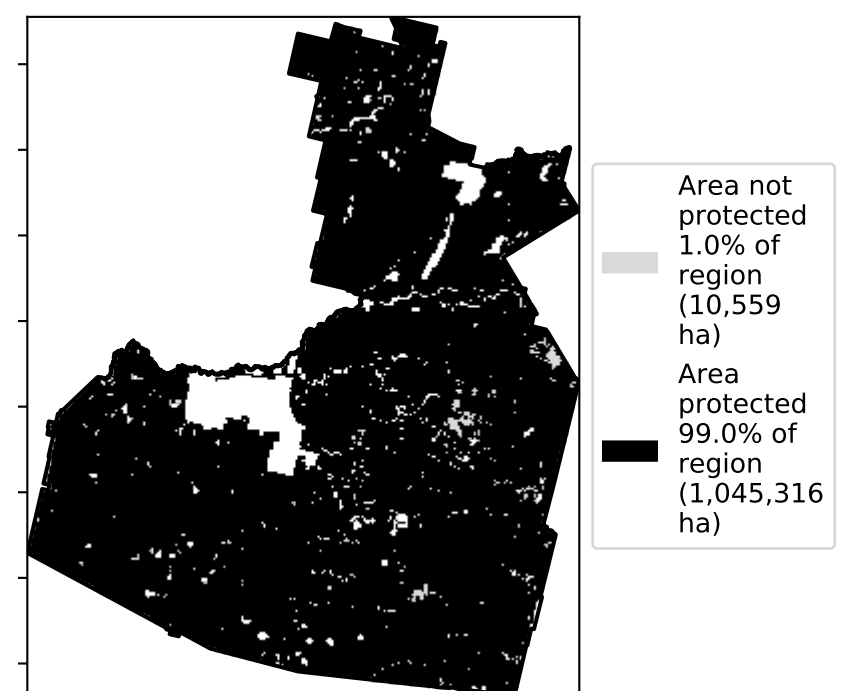 Area not
protected
1.0% of
region
(10,559
ha)
Area
protected
99.0% of
region
(1,045,316
ha)